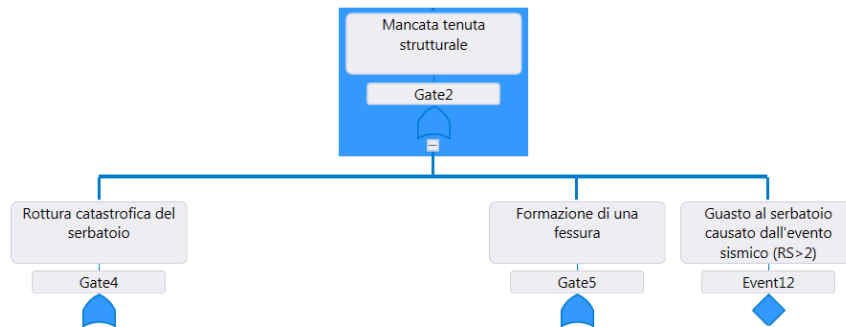 Mancata tenuta
strutturale
Gate2
Rottura catastrofica del
serbatoio
Gate4
Formazione di una
fessura
Gate5
Guasto al serbatoio
causato dall'evento
sismico (RS>2)
Event12